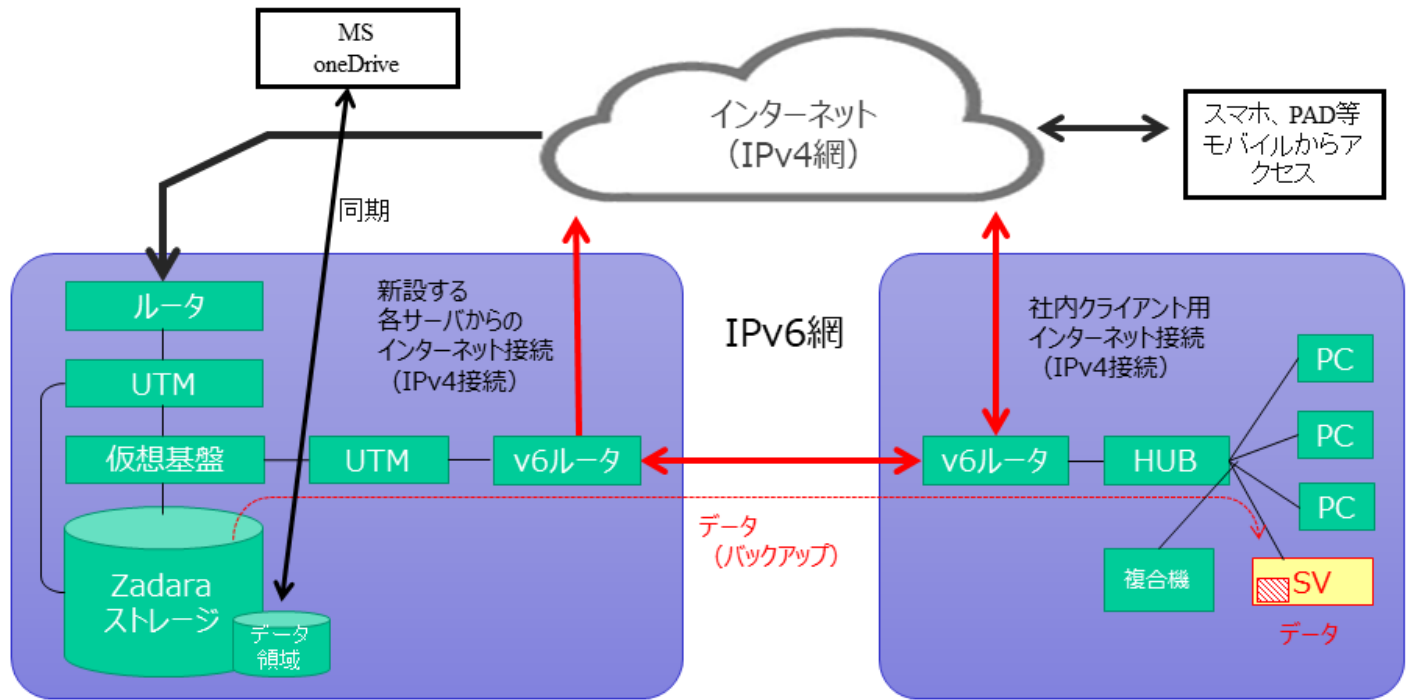 MS
oneDrive
インターネット
（IPv4網）
スマホ、PAD等
モバイルからア
クセス
同期
ルータ
新設する
各サーバからの
インターネット接続
（IPv4接続）
IPv6網
社内クライアント用
インターネット接続
（IPv4接続）
PC
UTM
PC
仮想基盤
UTM
v6ルータ
v6ルータ
HUB
PC
データ
（バックアップ）
Zadara
ストレージ
データ
領域
複合機
SV
データ